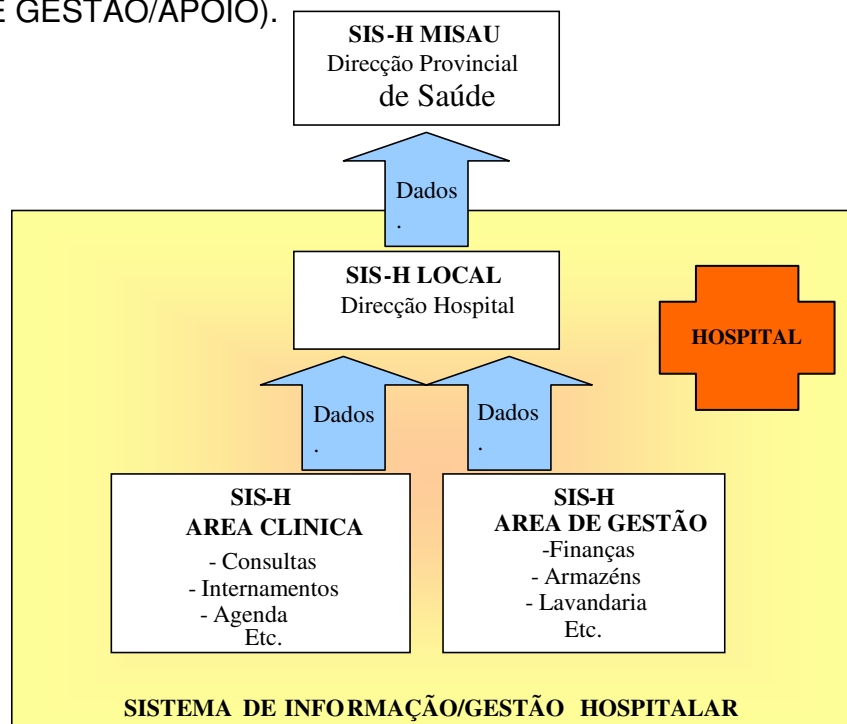 E GESTÃO/APOIO).
SIS-H MISAU
Direcção Provincial
de Saúde
Dados
.
SIS-H LOCAL
Direcção Hospital
HOSPITAL
Dados
.
Dados
.
SIS-H
AREA CLINICA
- Consultas
- Internamentos
- Agenda
Etc.
SIS-H
AREA DE GESTÃO
-Finanças
- Armazéns
- Lavandaria
Etc.
SISTEMA DE INFORMAÇÃO/GESTÃO HOSPITALAR